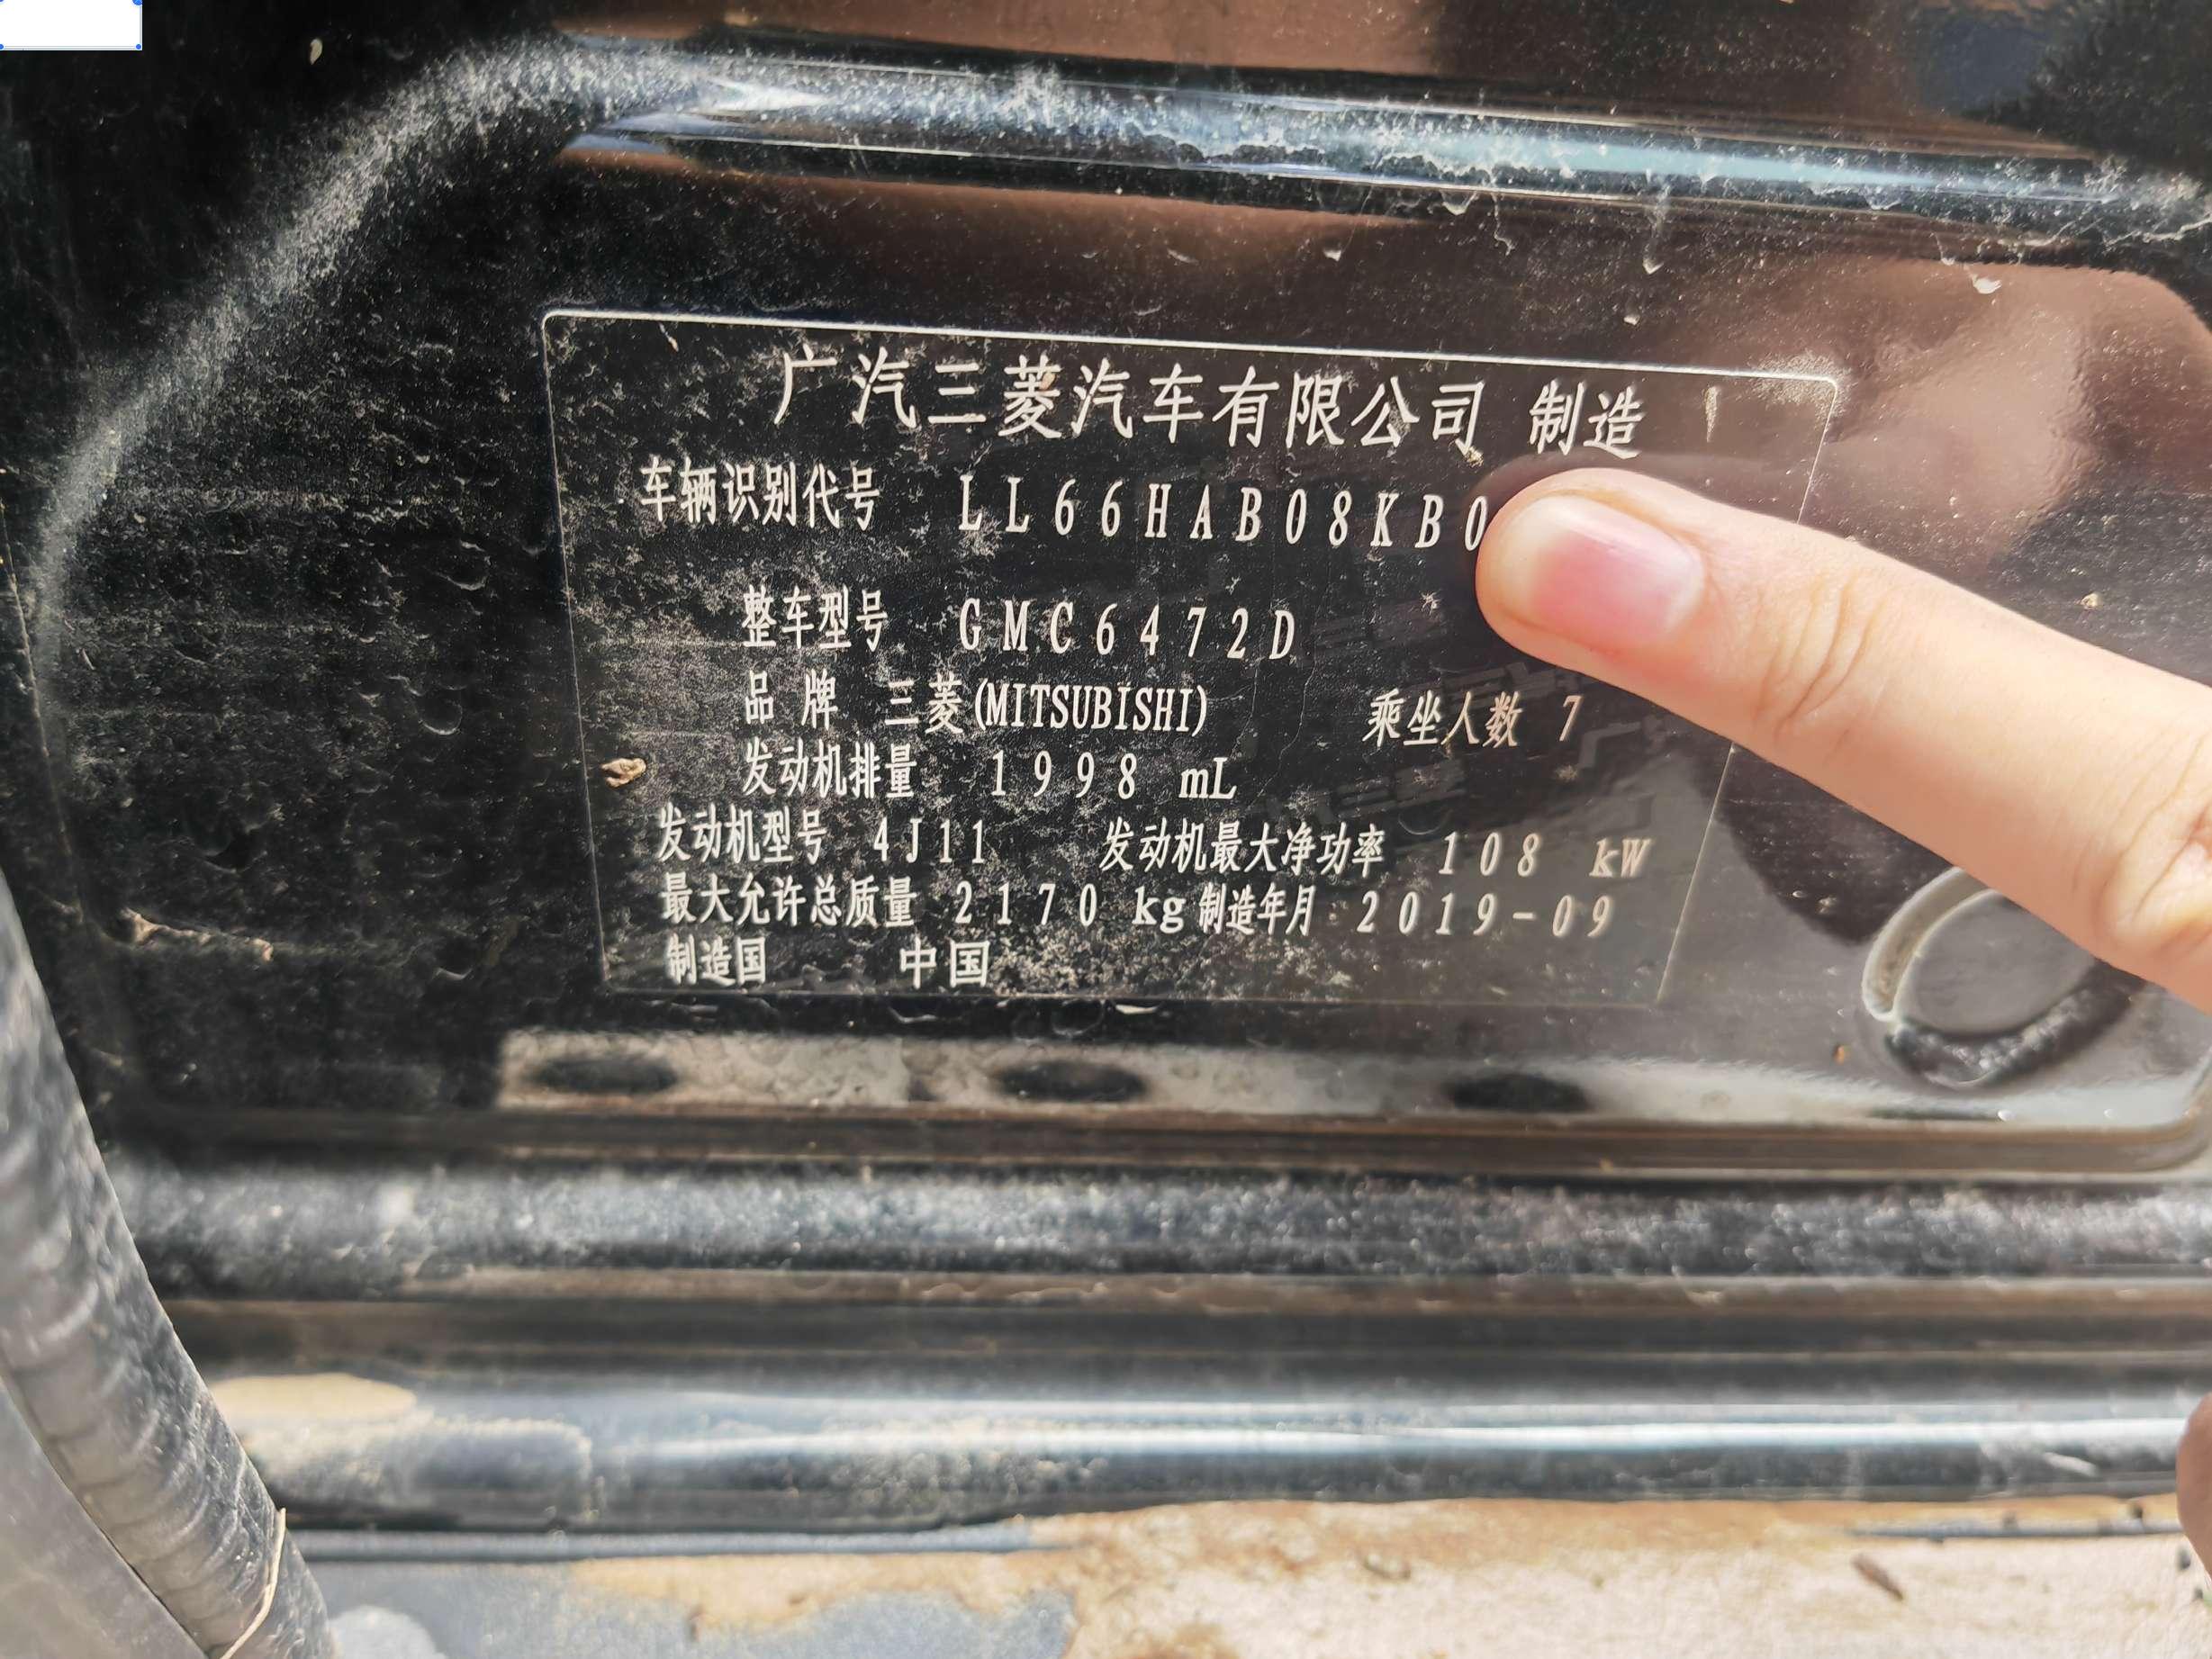 广汽三菱汽车有限公司 制造
车辆识别代号 LL66HAB08KB0
整车型号 GMC6472D
品牌 三菱(MITSUBISHI) 乘坐人数 7
发动机排量 1998 mL
发动机型号 4J11 发动机最大净功率 108 kW
最大允许总质量 2170 kg 制造年月 2019-09
制造国 中国